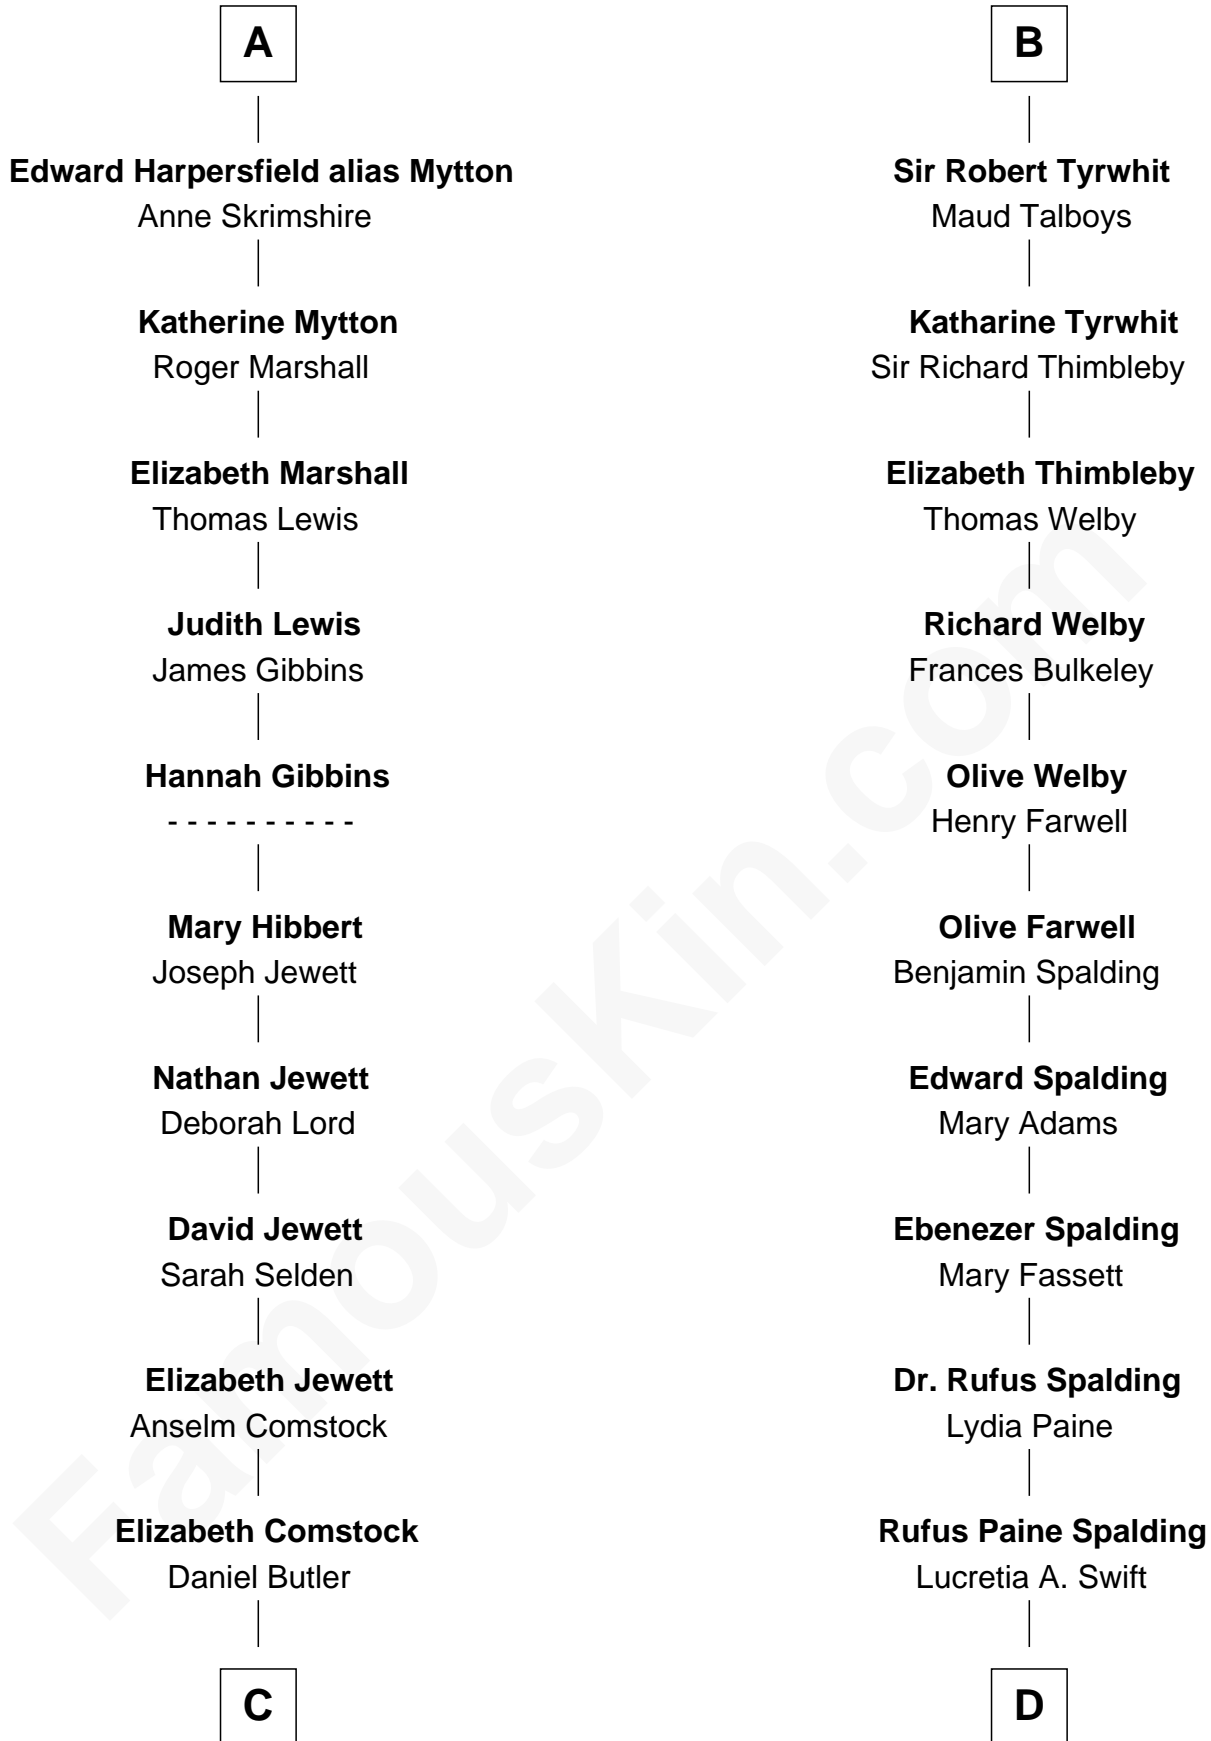 A
Edward Harpersfield alias Mytton
Anne Skrimshire
Katherine Mytton
Roger Marshall
Elizabeth Marshall
Thomas Lewis
Judith Lewis
James Gibbins
Hannah Gibbins
- - - - - - - - - -
Mary Hibbert
Joseph Jewett
Nathan Jewett
Deborah Lord
David Jewett
Sarah Selden
Elizabeth Jewett
Anselm Comstock
Elizabeth Comstock
Daniel Butler
C
B
Sir Robert Tyrwhit
Maud Talboys
Katharine Tyrwhit
Sir Richard Thimbleby
Elizabeth Thimbleby
Thomas Welby
Richard Welby
Frances Bulkeley
Olive Welby
Henry Farwell
Olive Farwell
Benjamin Spalding
Edward Spalding
Mary Adams
Ebenezer Spalding
Mary Fassett
Dr. Rufus Spalding
Lydia Paine
Rufus Paine Spalding
Lucretia A. Swift
D
FamousKin.com